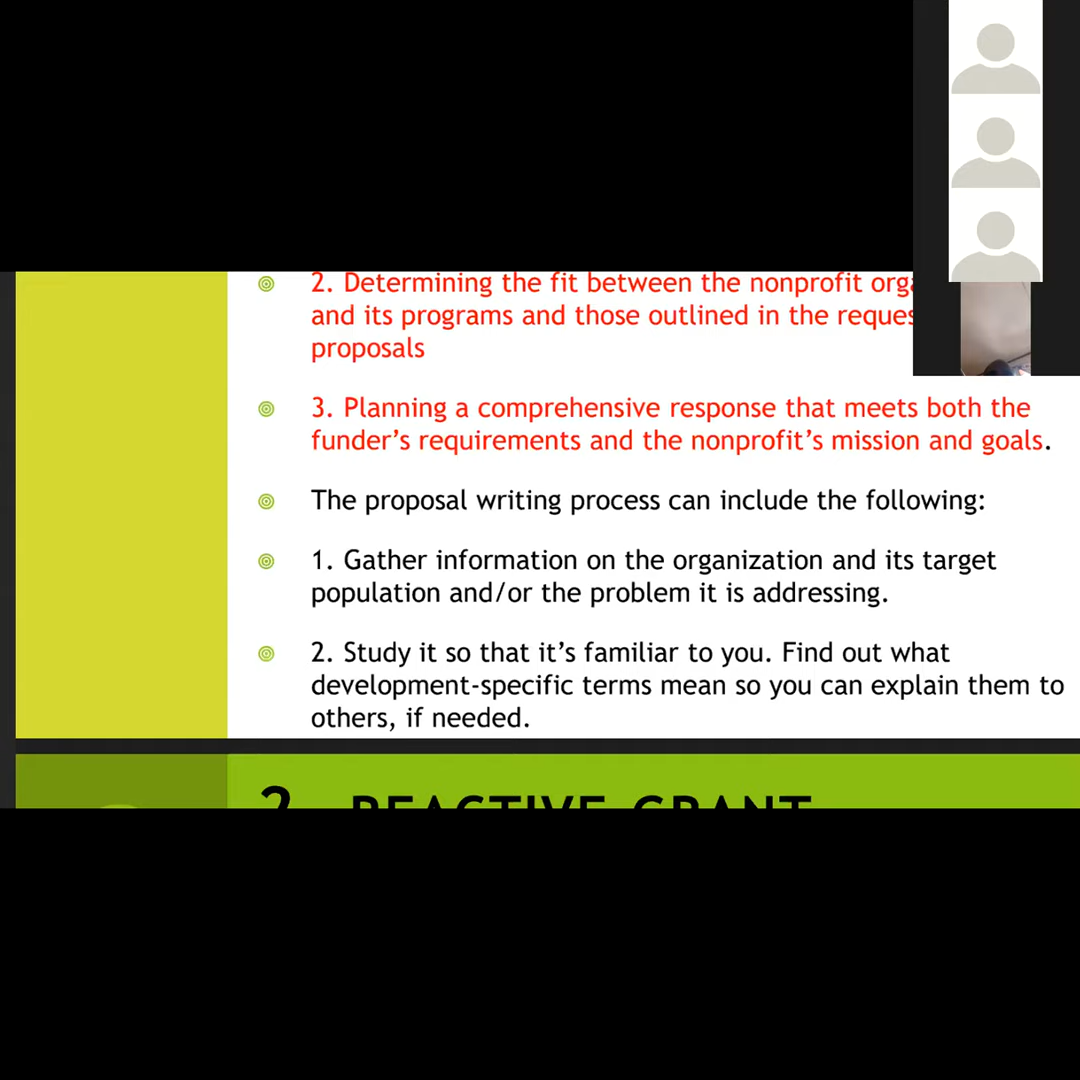 2. Determining the fit between the nonprofit
and its programs and those outlined in the
proposals
3. Planning a comprehensive response that meets both the
funder’s requirements and the nonprofit’s mission and goals.
The proposal writing process can include the following:
1. Gather information on the organization and its target
population and/or the problem it is addressing.
2. Study it so that it’s familiar to you. Find out what
development-specific terms mean so you can explain them to
others, if needed.
2. REACTIVE GRANT